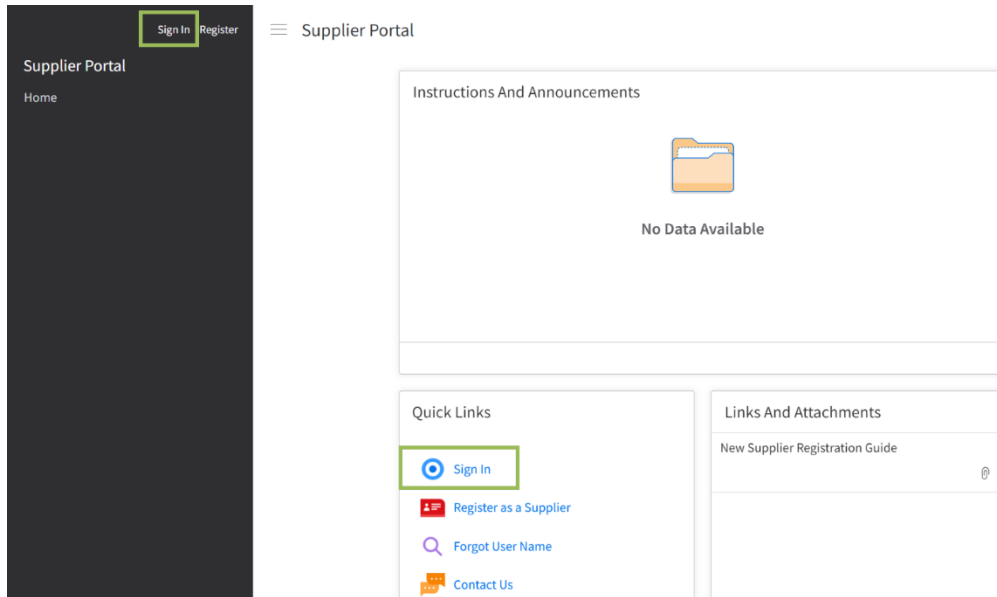 Sign In Register
Supplier Portal
Home
Supplier Portal
Instructions And Announcements
No Data Available
Quick Links
Sign In
Register as a Supplier
Forgot User Name
Contact Us
Links And Attachments
New Supplier Registration Guide